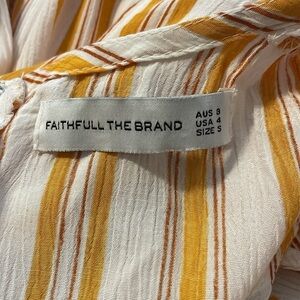 FAITHFULL THE BRAND
AUS 8
USA 4
SIZE S